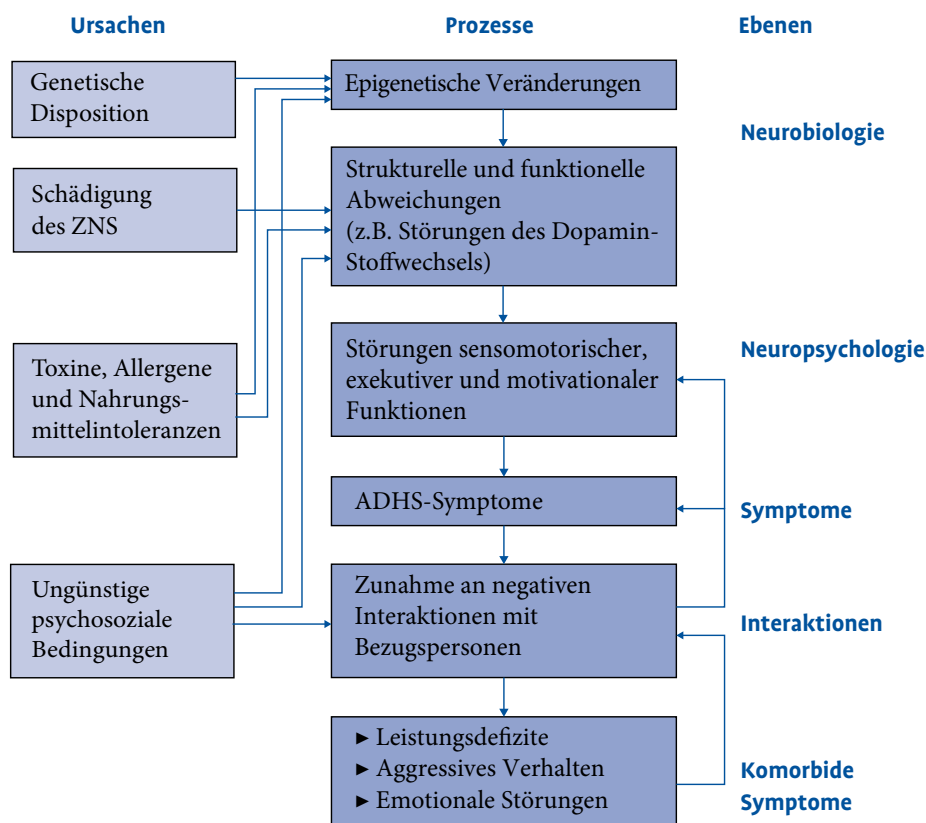 Ursachen
Prozesse
Ebenen
Genetische
Disposition
Schädigung
des ZNS
Toxine, Allergene
und Nahrungs-
mittelintoleranzen
Ungünstige
psychosoziale
Bedingungen
Epigenetische Veränderungen
Strukturelle und funktionelle
Abweichungen
(z.B. Störungen des Dopamin-
Stoffwechsels)
Störungen sensomotorischer,
exekutiver und motivationaler
Funktionen
ADHS-Symptome
Zunahme an negativen
Interaktionen mit
Bezugspersonen
► Leistungsdefizite
► Aggressives Verhalten
► Emotionale Störungen
Neurobiologie
Neuropsychologie
Symptome
Interaktionen
Komorbide
Symptome